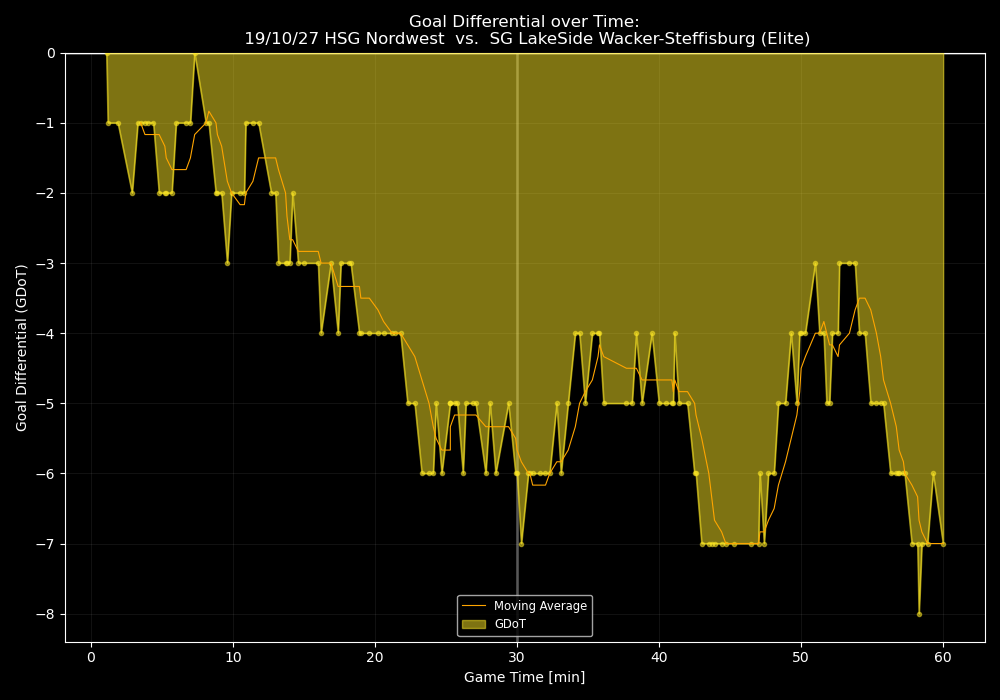 Goal Differential over Time:
19/10/27 HSG Nordwest  vs.  SG LakeSide Wacker-Steffisburg (Elite)
Goal Differential (GDoT)
0
−1
−2
−3
−4
−5
−6
−7
−8
Moving Average
GDoT
0 10 20 30 40 50 60
Game Time [min]